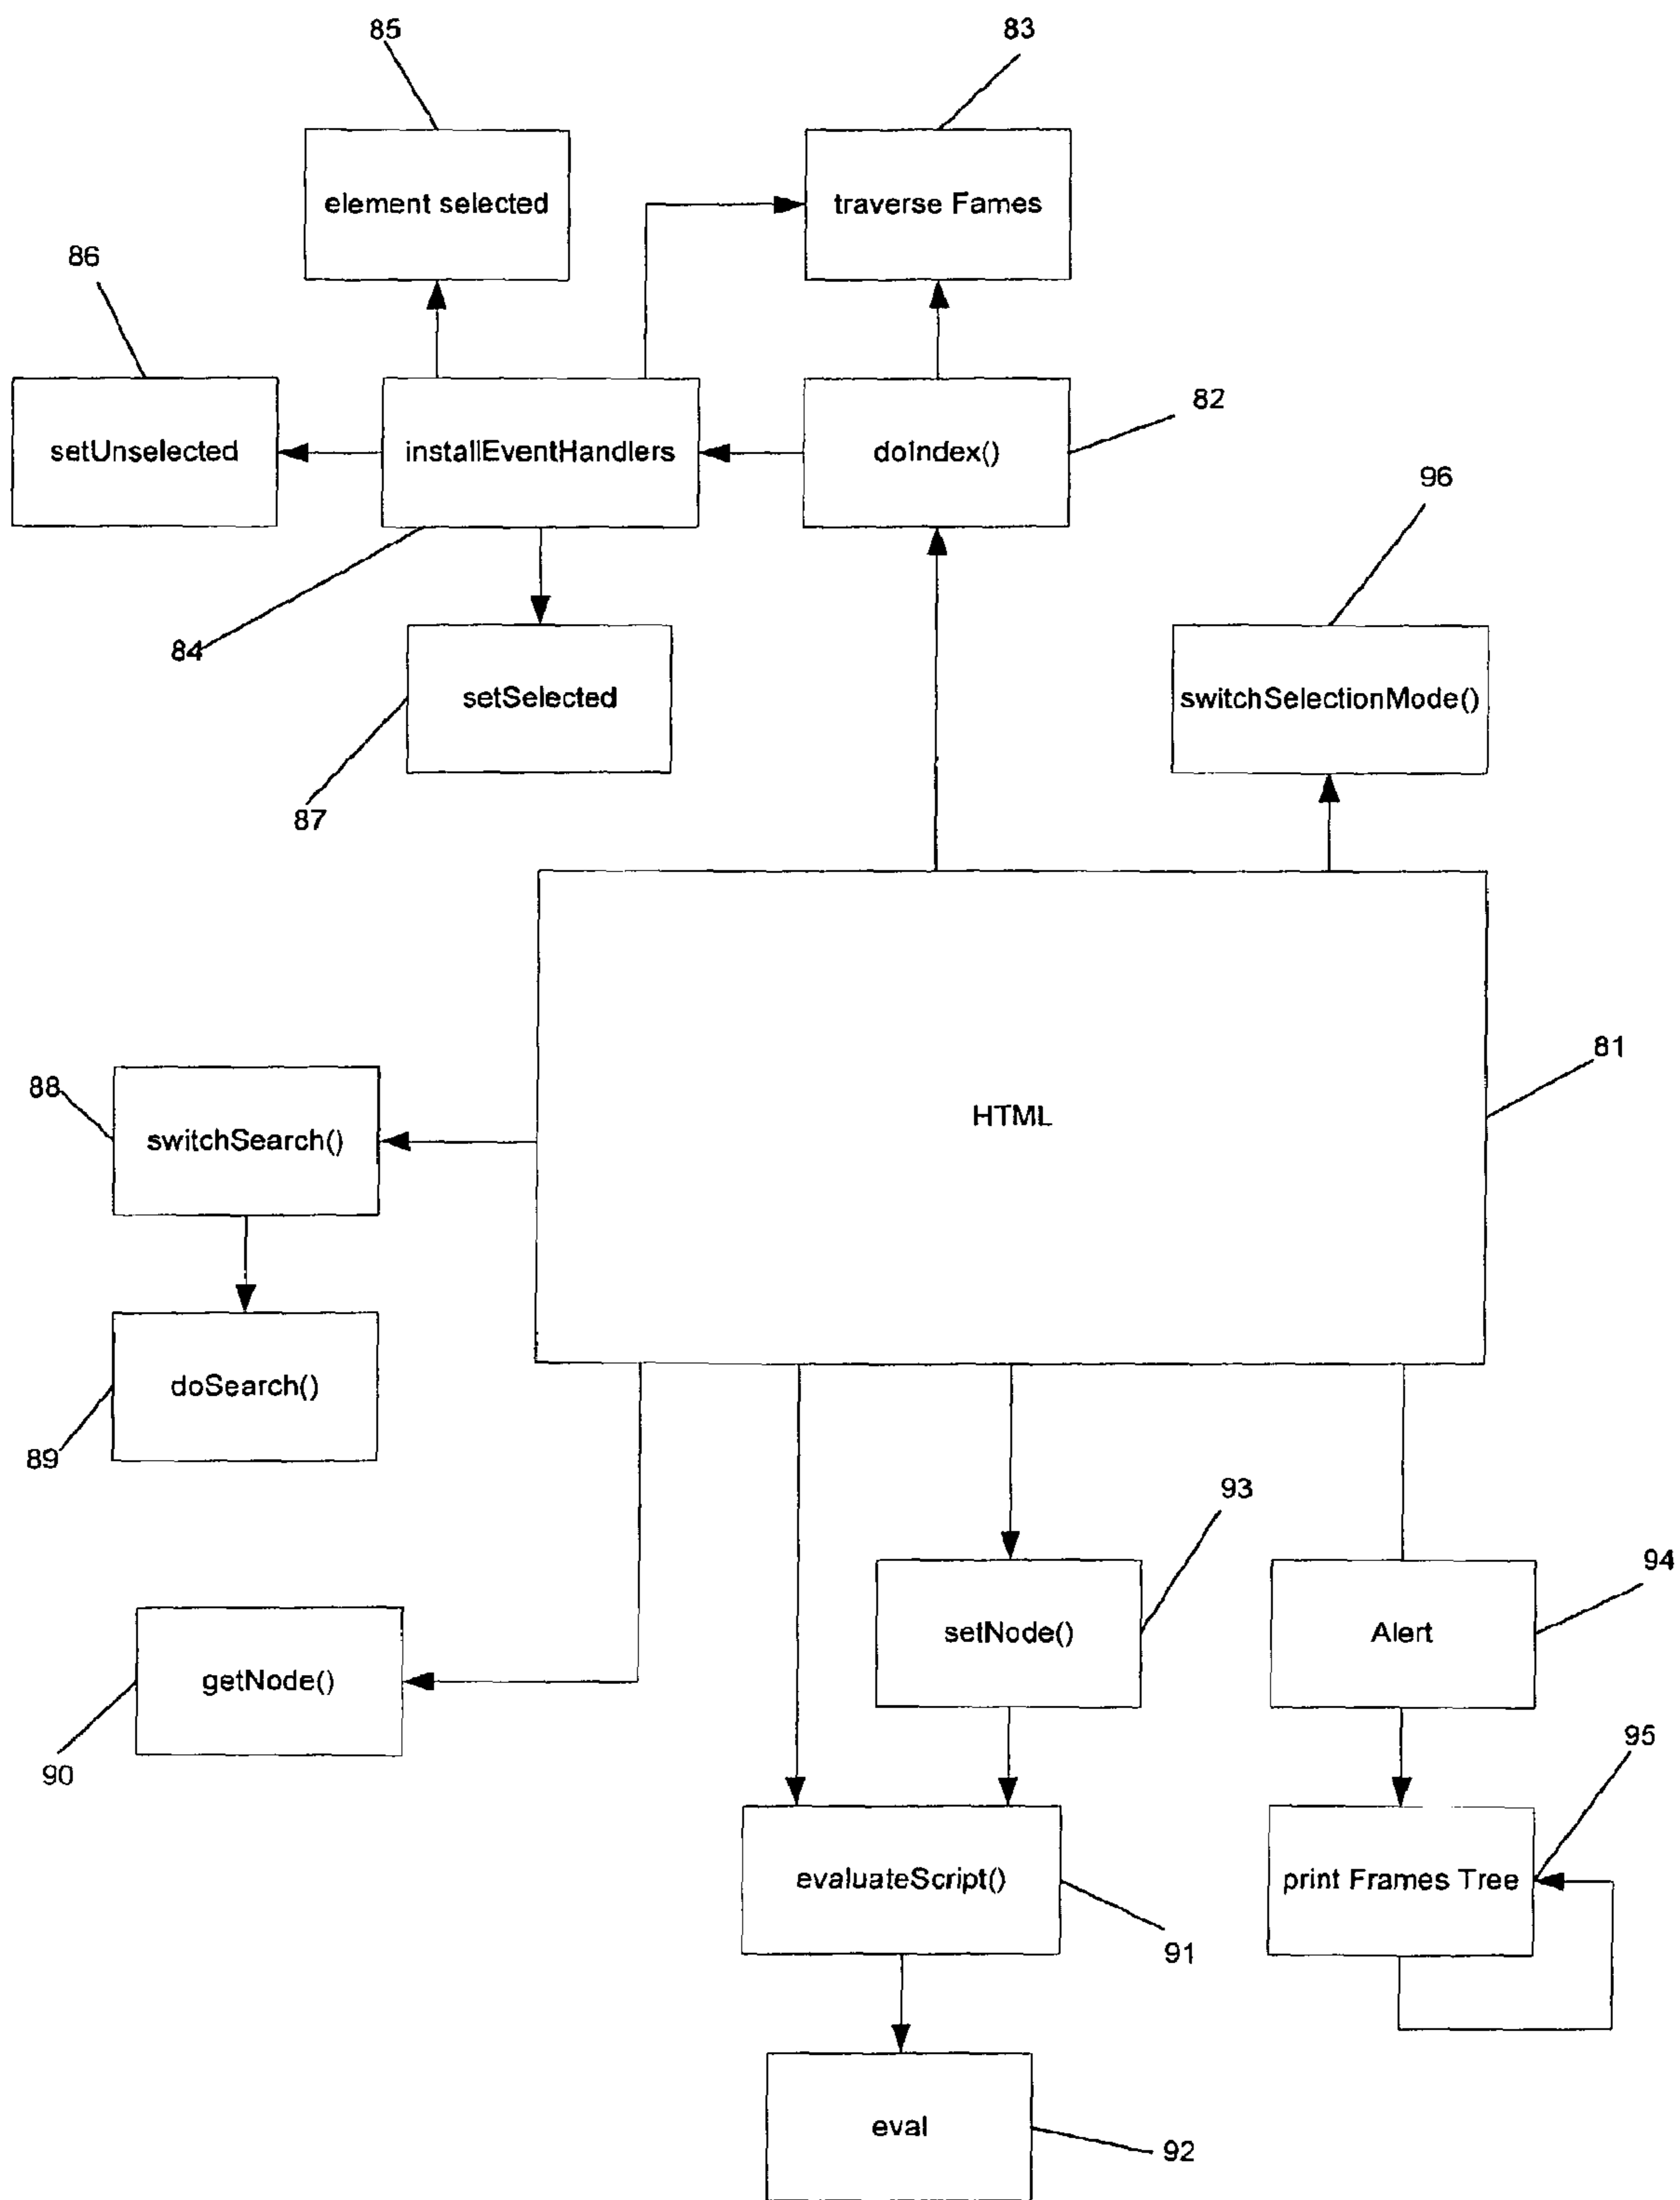 85
83
element selected
traverse Fames
86
82
setUnselected
installEventHandlers
doIndex()
96
84
setSelected
switchSelectionMode()
87
81
HTML
88
switchSearch()
doSearch()
89
93
94
setNode()
Alert
getNode()
95
90
evaluateScript()
print Frames Tree
91
eval
92